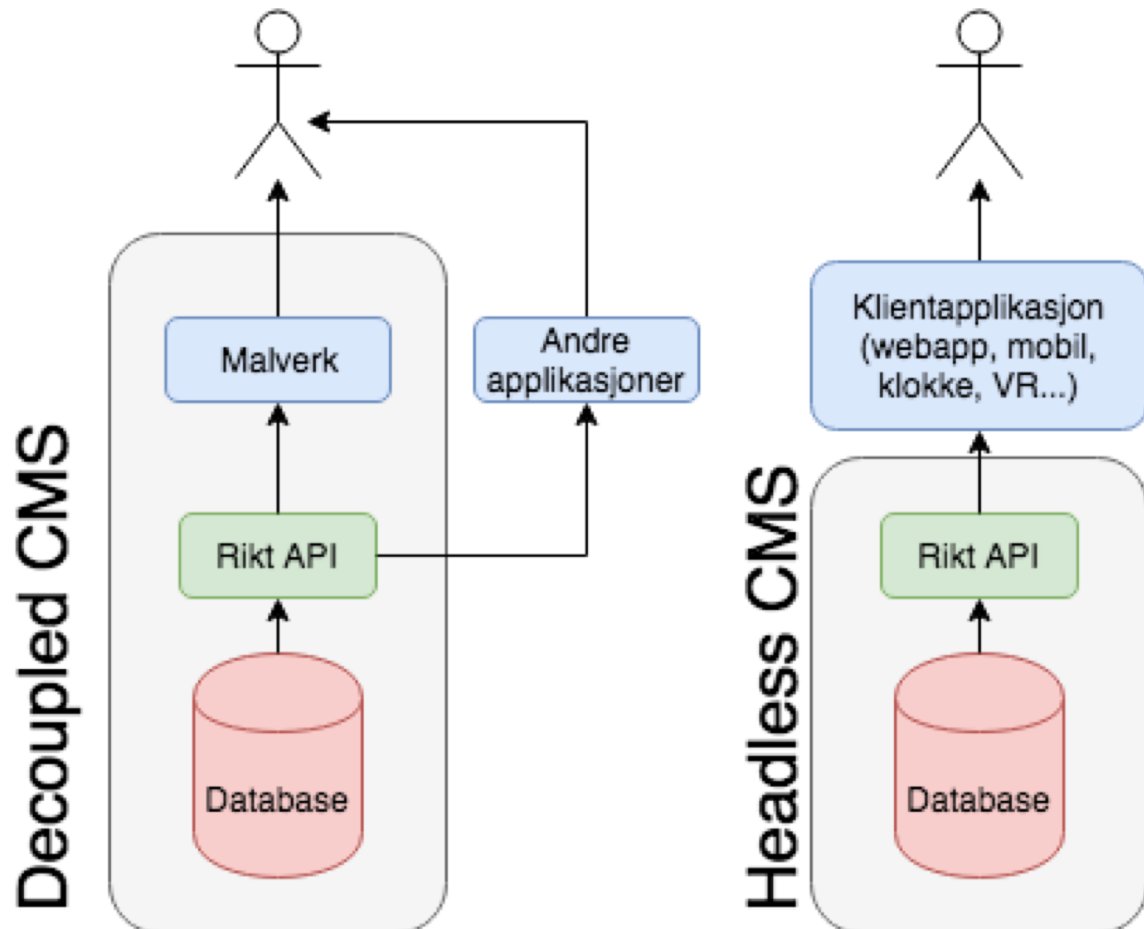 Decoupled CMS
Malverk
Andre
applikasjoner
Rikt API
Database
Headless CMS
Klientapplikasjon
(webapp, mobil,
klokke, VR...)
Rikt API
Database